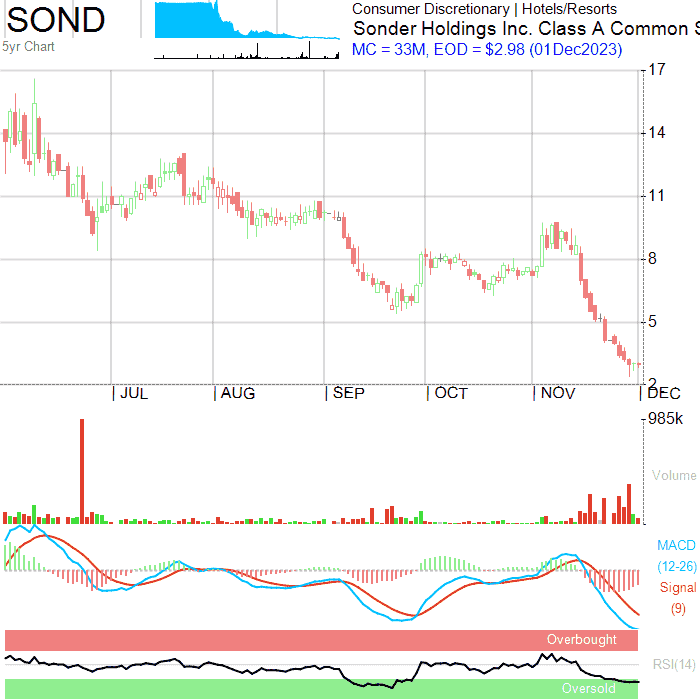 SOND
5yr Chart
Consumer Discretionary | Hotels/Resorts
Sonder Holdings Inc. Class A Common S
MC = 33M, EOD = $2.98 (01Dec2023)
17
14
11
8
5
2
JUL AUG SEP OCT NOV DEC
985k
Volume
MACD
(12-26)
Signal
(9)
Overbought
RSI(14)
Oversold